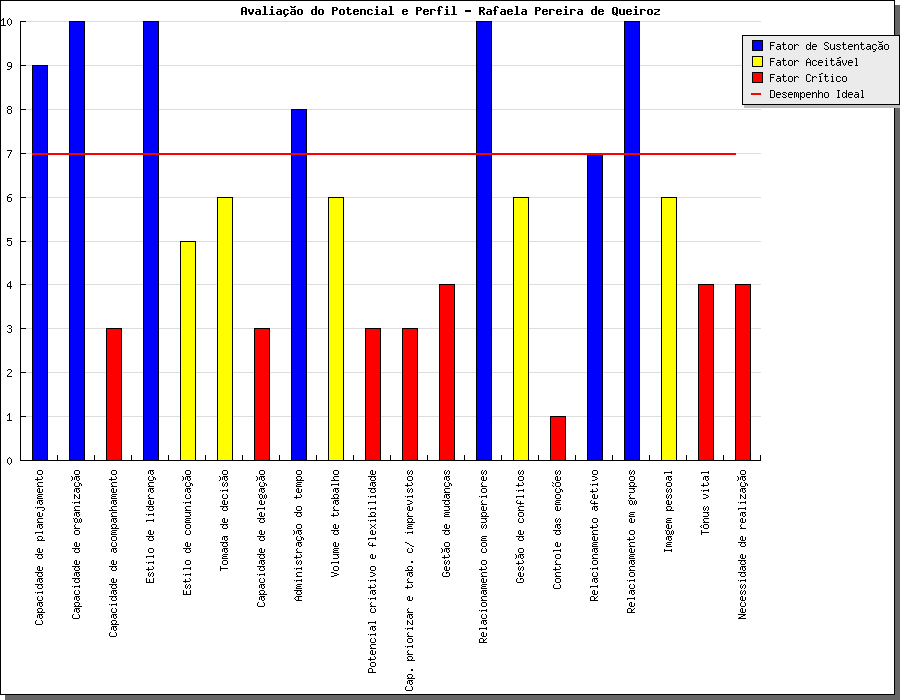 Avaliação do Potencial e Perfil - Rafaela Pereira de Queiroz
Fator de Sustentação
Fator Aceitável
Fator Crítico
Desempenho Ideal
10
9
8
7
6
5
4
3
2
1
0
Capacidade de planejamento
Capacidade de organização
Capacidade de acompanhamento
Estilo de liderança
Estilo de comunicação
Tomada de decisão
Capacidade de delegação
Administração do tempo
Volume de trabalho
Potencial criativo e flexibilidade
Cap. priorizar e trab. c/ imprevistos
Gestão de mudanças
Relacionamento com superiores
Gestão de conflitos
Controle das emoções
Relacionamento afetivo
Relacionamento em grupos
Imagem pessoal
Tônus vital
Necessidade de realização